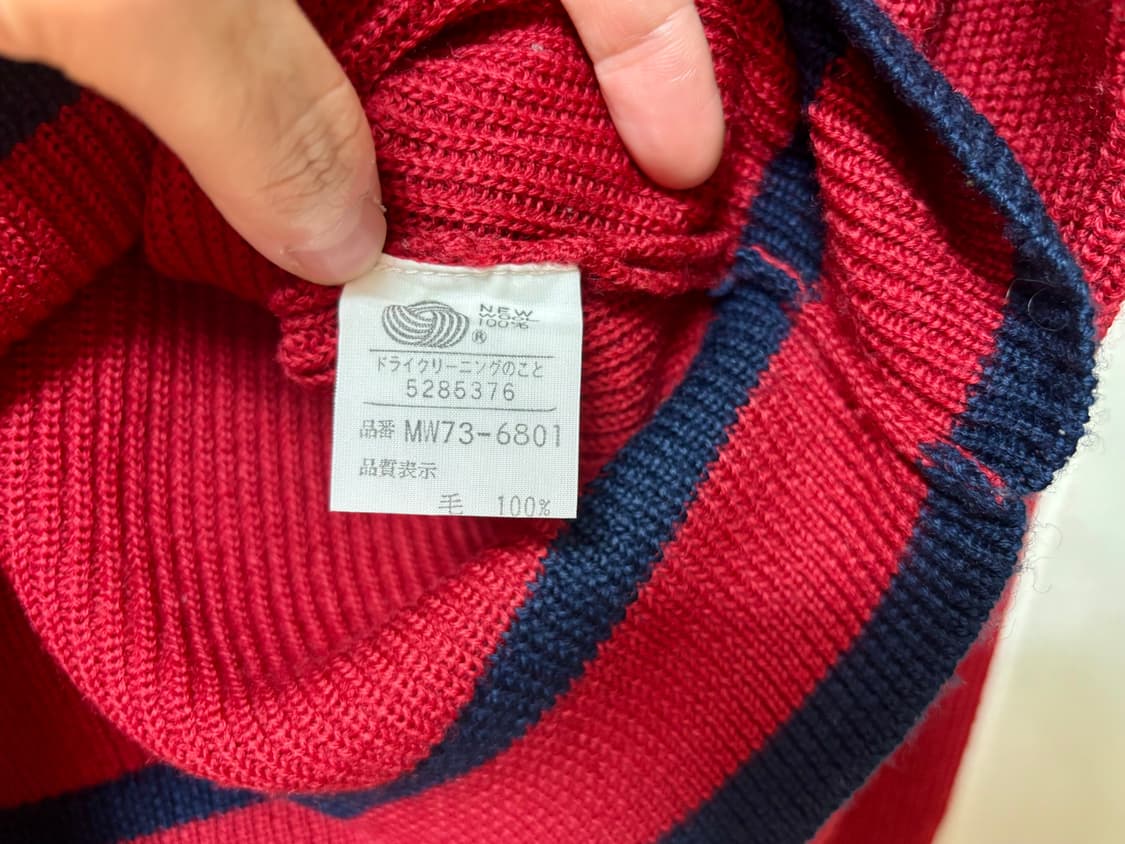 NEW
WOOL
100%
®
ドライクリーニングのこと
5285376
品番 MW73-6801
品質表示
毛 100%